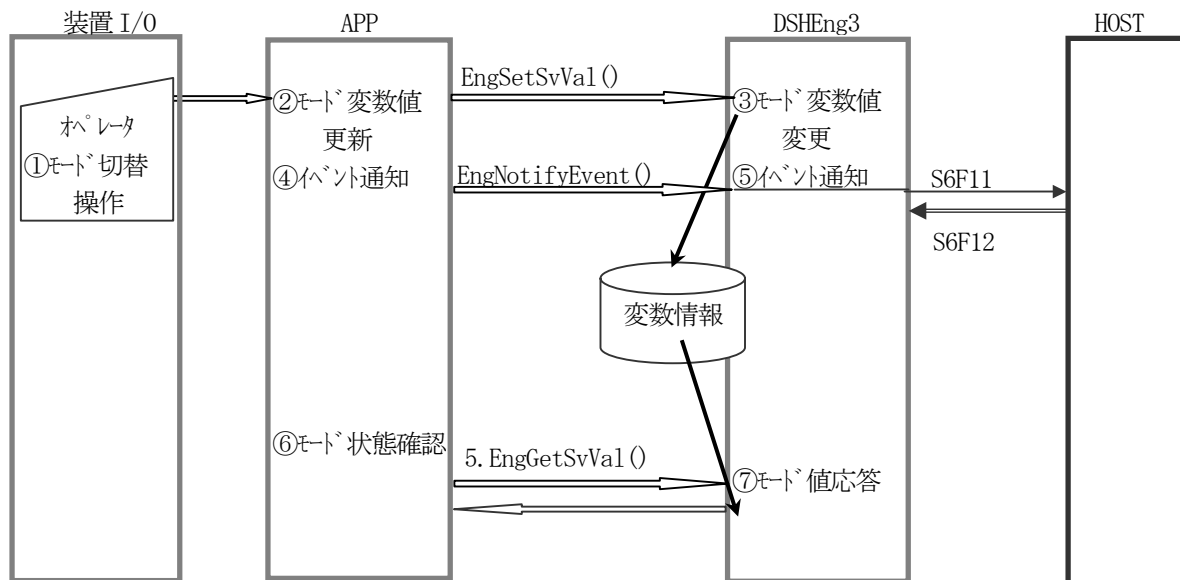 装置 I/O
APP
DSHEng3
HOST
オペレータ
①モード切替
操作
②モード変数値
更新
EngSetSvVal()
③モード変数値
変更
④イベント通知
EngNotifyEvent()
⑤イベント通知
S6F11
S6F12
変数情報
⑥モード状態確認
5.EngGetSvVal()
⑦モード値応答